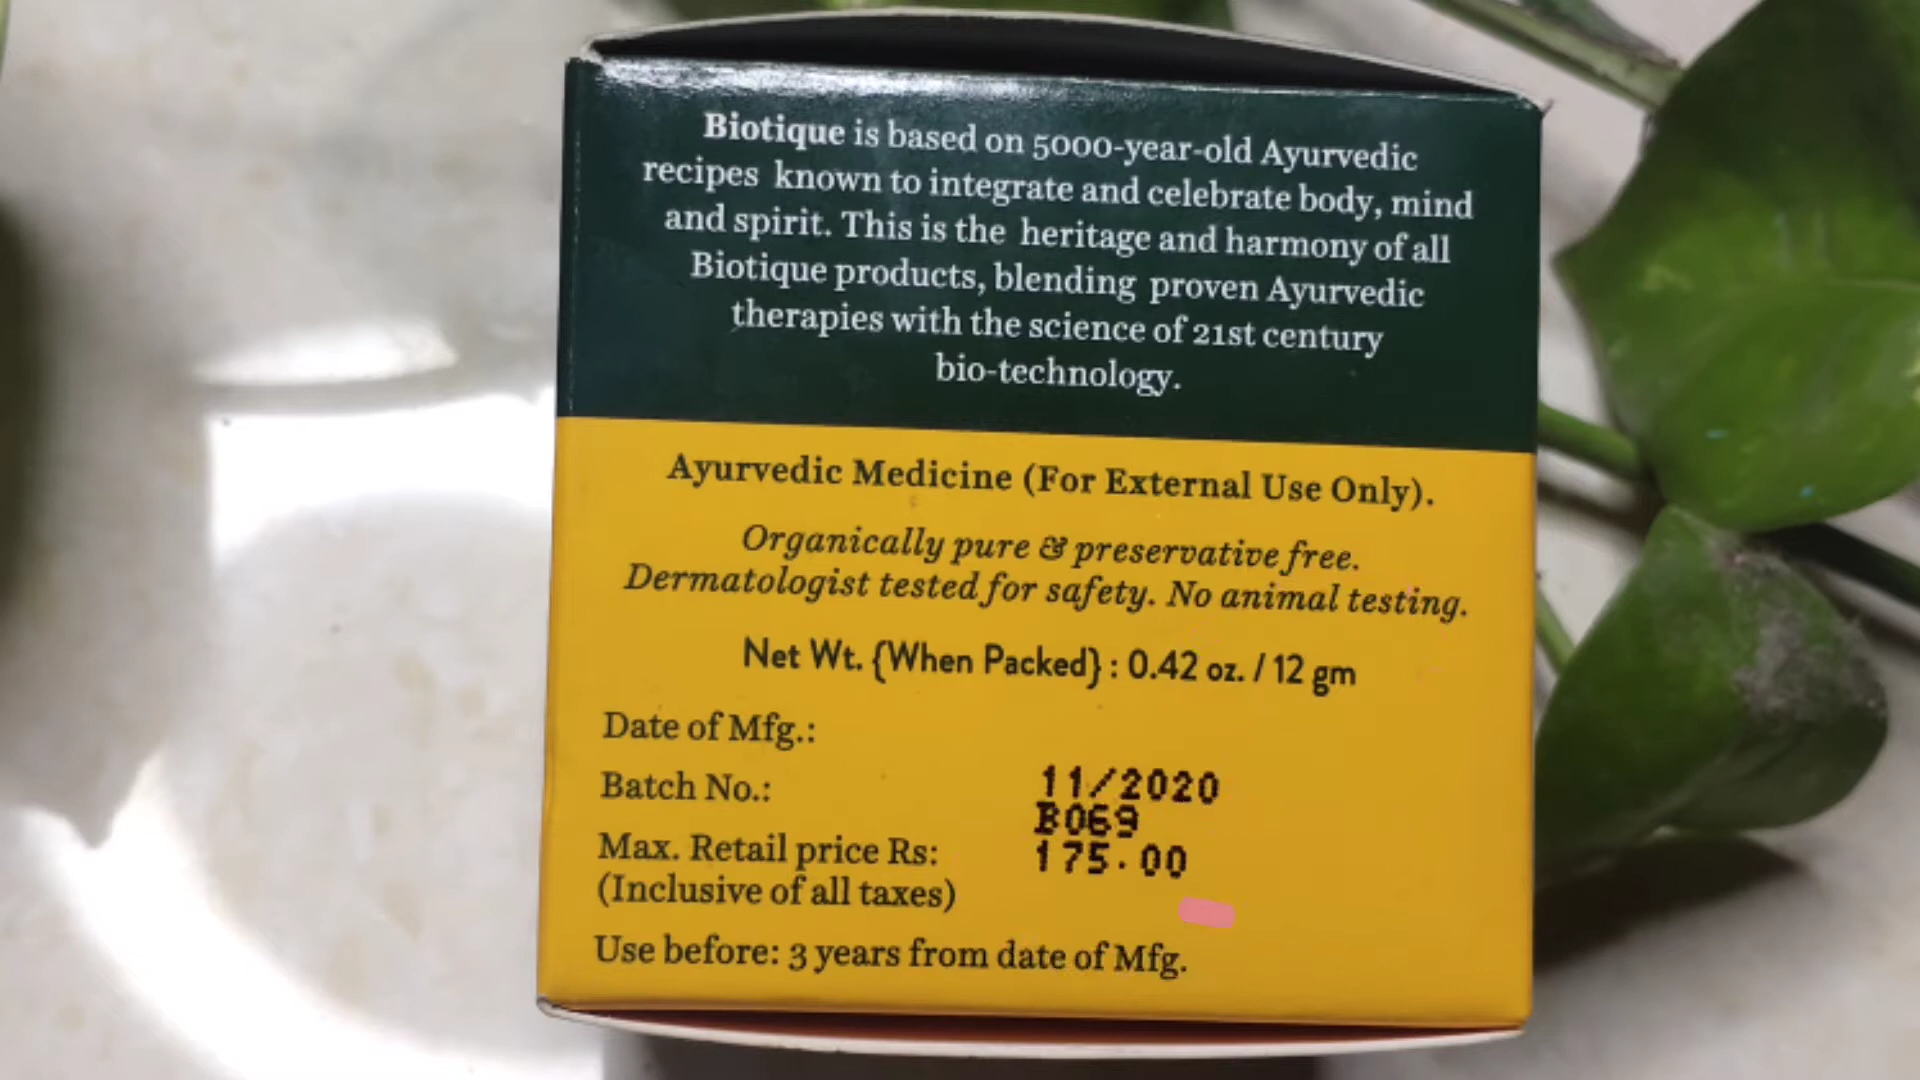 Biotique is based on 5000-year-old Ayurvedic
recipes known to integrate and celebrate body, mind
and spirit. This is the heritage and harmony of all
Biotique products, blending proven Ayurvedic
therapies with the science of 21st century
bio-technology.
Ayurvedic Medicine (For External Use Only).
Organically pure & preservative free.
Dermatologist tested for safety. No animal testing.
Net Wt. {When Packed} : 0.42 oz. / 12 gm
Date of Mfg.:
11/2020
Batch No.:
B069
Max. Retail price Rs:
175.00
(Inclusive of all taxes)
Use before: 3 years from date of Mfg.